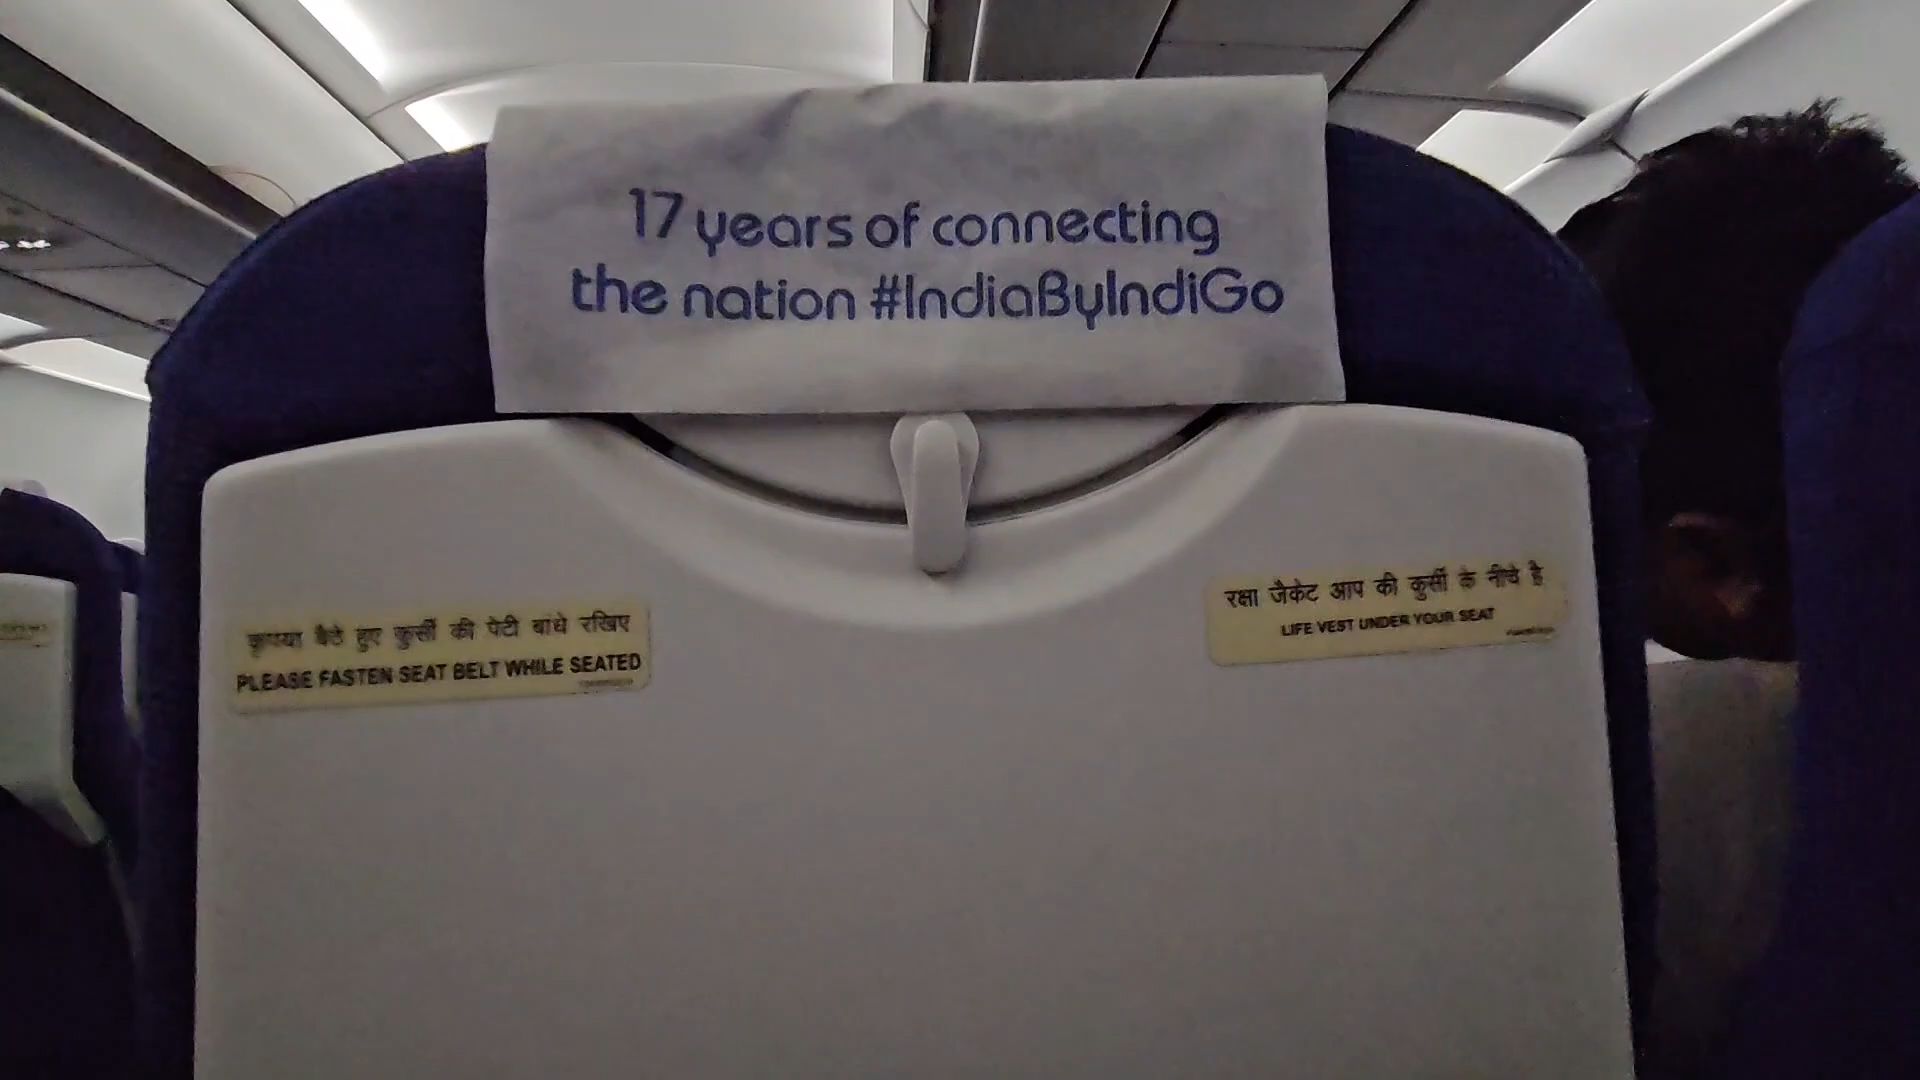 17 years of connecting
the nation #IndiaByIndiGo
कृपया बैठे हुए कुर्सी की पेटी बांधे रखिए
PLEASE FASTEN SEAT BELT WHILE SEATED
रक्षा जैकेट आप की कुर्सी के नीचे है
LIFE VEST UNDER YOUR SEAT